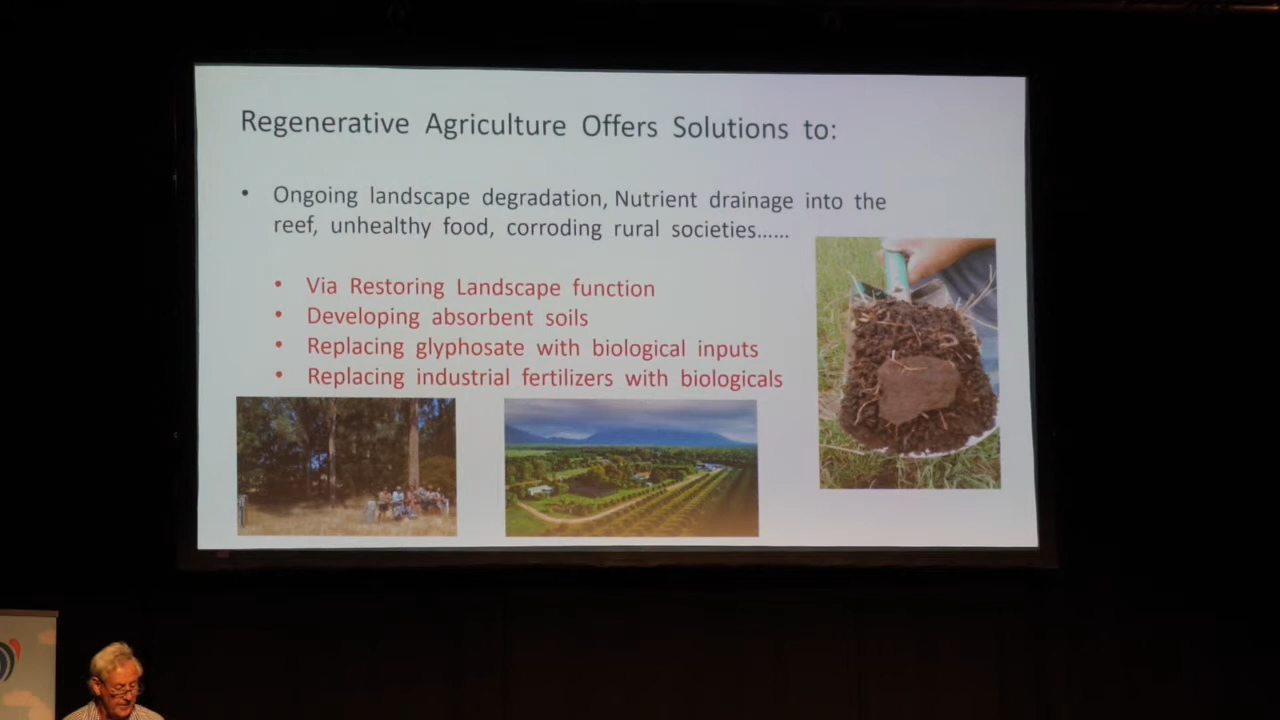 Regenerative Agriculture Offers Solutions to:
• Ongoing landscape degradation, Nutrient drainage into the
reef, unhealthy food, corroding rural societies......
• Via Restoring Landscape function
• Developing absorbent soils
• Replacing glyphosate with biological inputs
• Replacing industrial fertilizers with biologicals